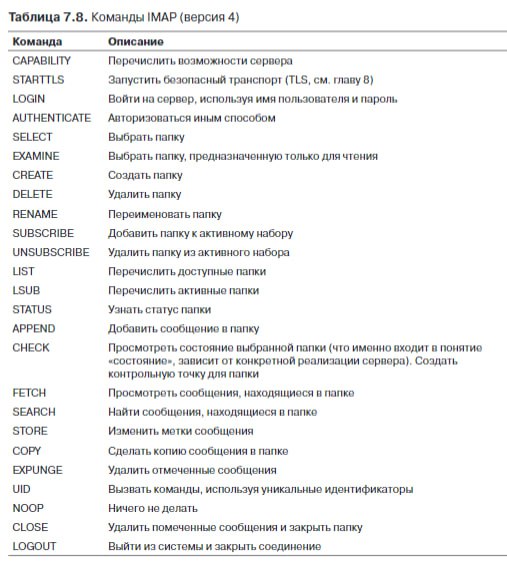 Таблица 7.8. Команды IMAP (версия 4)
Команда Описание
CAPABILITY Перечислить возможности сервера
STARTTLS Запустить безопасный транспорт (TLS, см. главу 8)
LOGIN Войти на сервер, используя имя пользователя и пароль
AUTHENTICATE Авторизоваться иным способом
SELECT Выбрать папку
EXAMINE Выбрать папку, предназначенную только для чтения
CREATE Создать папку
DELETE Удалить папку
RENAME Переименовать папку
SUBSCRIBE Добавить папку к активному набору
UNSUBSCRIBE Удалить папку из активного набора
LIST Перечислить доступные папки
LSUB Перечислить активные папки
STATUS Узнать статус папки
APPEND Добавить сообщение в папку
CHECK Просмотреть состояние выбранной папки (что именно входит в понятие
«состояние», зависит от конкретной реализации сервера). Создать
контрольную точку для папки
FETCH Просмотреть сообщения, находящиеся в папке
SEARCH Найти сообщения, находящиеся в папке
STORE Изменить метки сообщения
COPY Сделать копию сообщения в папке
EXPUNGE Удалить отмеченные сообщения
UID Вызвать команды, используя уникальные идентификаторы
NOOP Ничего не делать
CLOSE Удалить помеченные сообщения и закрыть папку
LOGOUT Выйти из системы и закрыть соединение